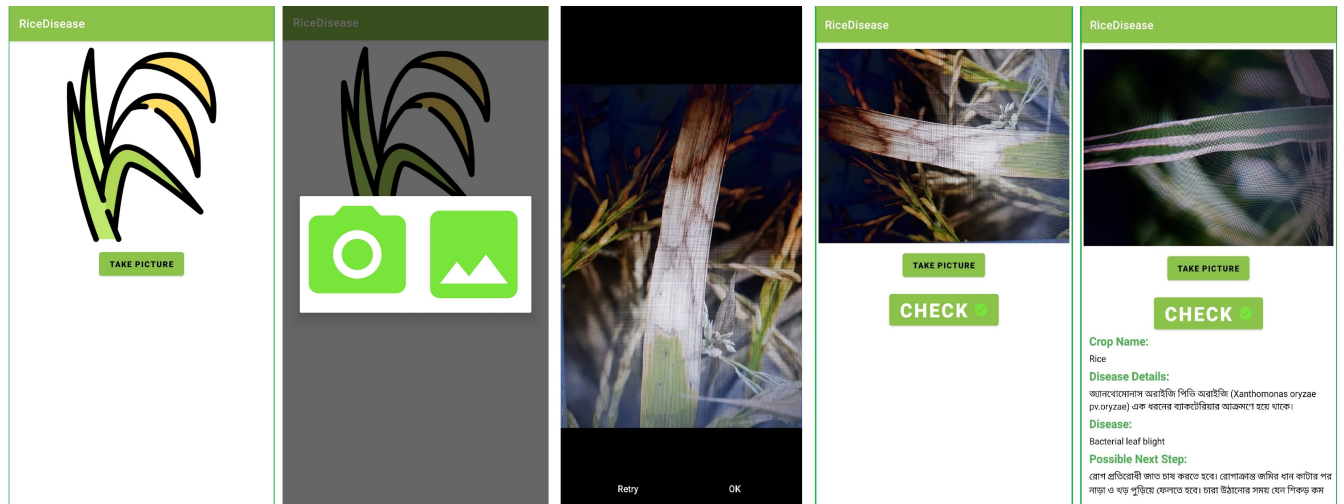 RiceDisease
TAKE PICTURE
RiceDisease
Retry
OK
RiceDisease
TAKE PICTURE
CHECK
RiceDisease
TAKE PICTURE
CHECK
Crop Name:
Rice
Disease Details:
জ্যানথোমোনাস অরাইজি পিভি অরাইজি (Xanthomonas oryzae
pv.oryzae) এক ধরনের ব্যাকটেরিয়ার আক্রমণে হয়ে থাকে।
Disease:
Bacterial leaf blight
Possible Next Step:
রোগ প্রতিরোধী জাত চাষ করতে হবে। রোগাক্রান্ত জমির ধান কাটার পর
নাড়া ও খড় পুড়িয়ে ফেলতে হবে। চারা উঠানোর সময় যেন শিকড় কম